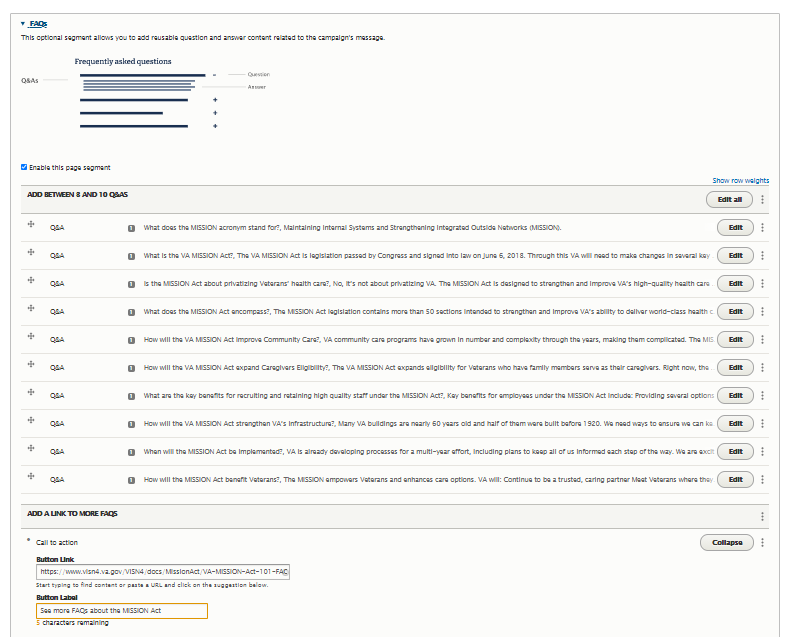 FAQs
This optional segment allows you to add reusable question and answer content related to the campaign's message.
Frequently asked questions
Question
Q&As
Answer
Enable this page segment
Show row weights
ADD BETWEEN 8 AND 10 Q&AS
Edit all
Q&A 1 What does the MISSION acronym stand for?, Maintaining Internal Systems and Strengthening Integrated Outside Networks (MISSION). Edit
Q&A 1 What is the VA MISSION Act?, The VA MISSION Act is legislation passed by Congress and signed into law on June 6, 2018. Through this VA will need to make changes in several key Edit
Q&A 1 Is the MISSION Act about privatizing Veterans' health care?, No, it's not about privatizing VA. The MISSION Act is designed to strengthen and improve VA's high-quality health care Edit
Q&A 1 What does the MISSION Act encompass?, The MISSION Act legislation contains more than 50 sections intended to strengthen and improve VA's ability to deliver world-class health c Edit
Q&A 1 How will the VA MISSION Act improve Community Care?, VA community care programs have grown in number and complexity through the years, making them complicated. The MIS Edit
Q&A 1 How will the VA MISSION Act expand Caregivers Eligibility?, The VA MISSION Act expands eligibility for Veterans who have family members serve as their caregivers. Right now, the Edit
Q&A 1 What are the key benefits for recruiting and retaining high quality staff under the MISSION Act?, Key benefits for employees under the MISSION Act include: Providing several options Edit
Q&A 1 How will the VA MISSION Act strengthen VA's infrastructure?, Many VA buildings are nearly 60 years old and half of them were built before 1920. We need ways to ensure we can ke Edit
Q&A 1 When will the MISSION Act be implemented?, VA is already developing processes for a multi-year effort, including plans to keep all of us informed each step of the way. We are exci Edit
Q&A 1 How will the MISSION Act benefit Veterans?, The MISSION empowers Veterans and enhances care options. VA will: Continue to be a trusted, caring partner Meet Veterans where they Edit
ADD A LINK TO MORE FAQS
Call to action
Collapse
Button Link
https://www.visn4.va.gov/VISN4/docs/MissionAct/VA-MISSION-Act-101-FAQ
Start typing to find content or paste a URL and click on the suggestion below.
Button Label
See more FAQs about the MISSION Act
5 characters remaining